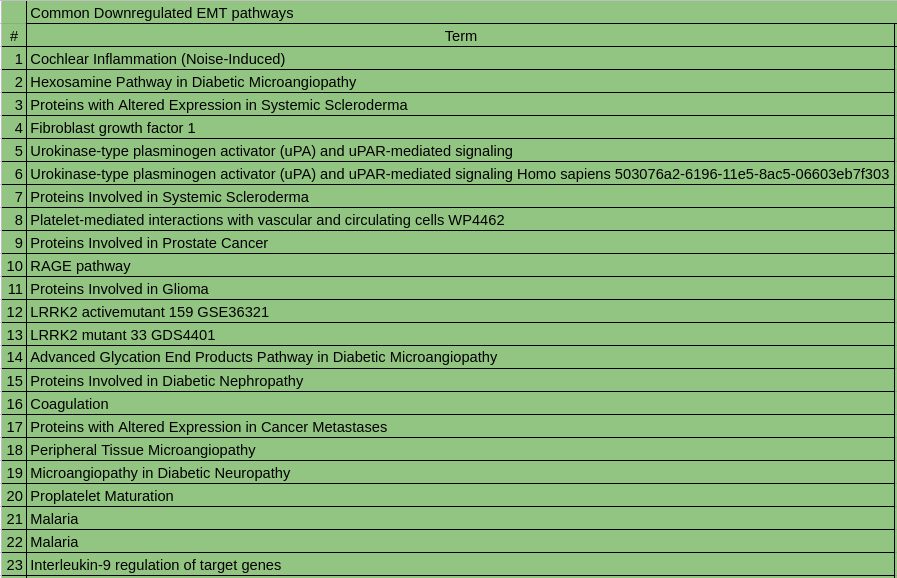 Common Downregulated EMT pathways
# Term
1 Cochlear Inflammation (Noise-Induced)
2 Hexosamine Pathway in Diabetic Microangiopathy
3 Proteins with Altered Expression in Systemic Scleroderma
4 Fibroblast growth factor 1
5 Urokinase-type plasminogen activator (uPA) and uPAR-mediated signaling
6 Urokinase-type plasminogen activator (uPA) and uPAR-mediated signaling Homo sapiens 503076a2-6196-11e5-8ac5-06603eb7f303
7 Proteins Involved in Systemic Scleroderma
8 Platelet-mediated interactions with vascular and circulating cells WP4462
9 Proteins Involved in Prostate Cancer
10 RAGE pathway
11 Proteins Involved in Glioma
12 LRRK2 activemutant 159 GSE36321
13 LRRK2 mutant 33 GDS4401
14 Advanced Glycation End Products Pathway in Diabetic Microangiopathy
15 Proteins Involved in Diabetic Nephropathy
16 Coagulation
17 Proteins with Altered Expression in Cancer Metastases
18 Peripheral Tissue Microangiopathy
19 Microangiopathy in Diabetic Neuropathy
20 Proplatelet Maturation
21 Malaria
22 Malaria
23 Interleukin-9 regulation of target genes